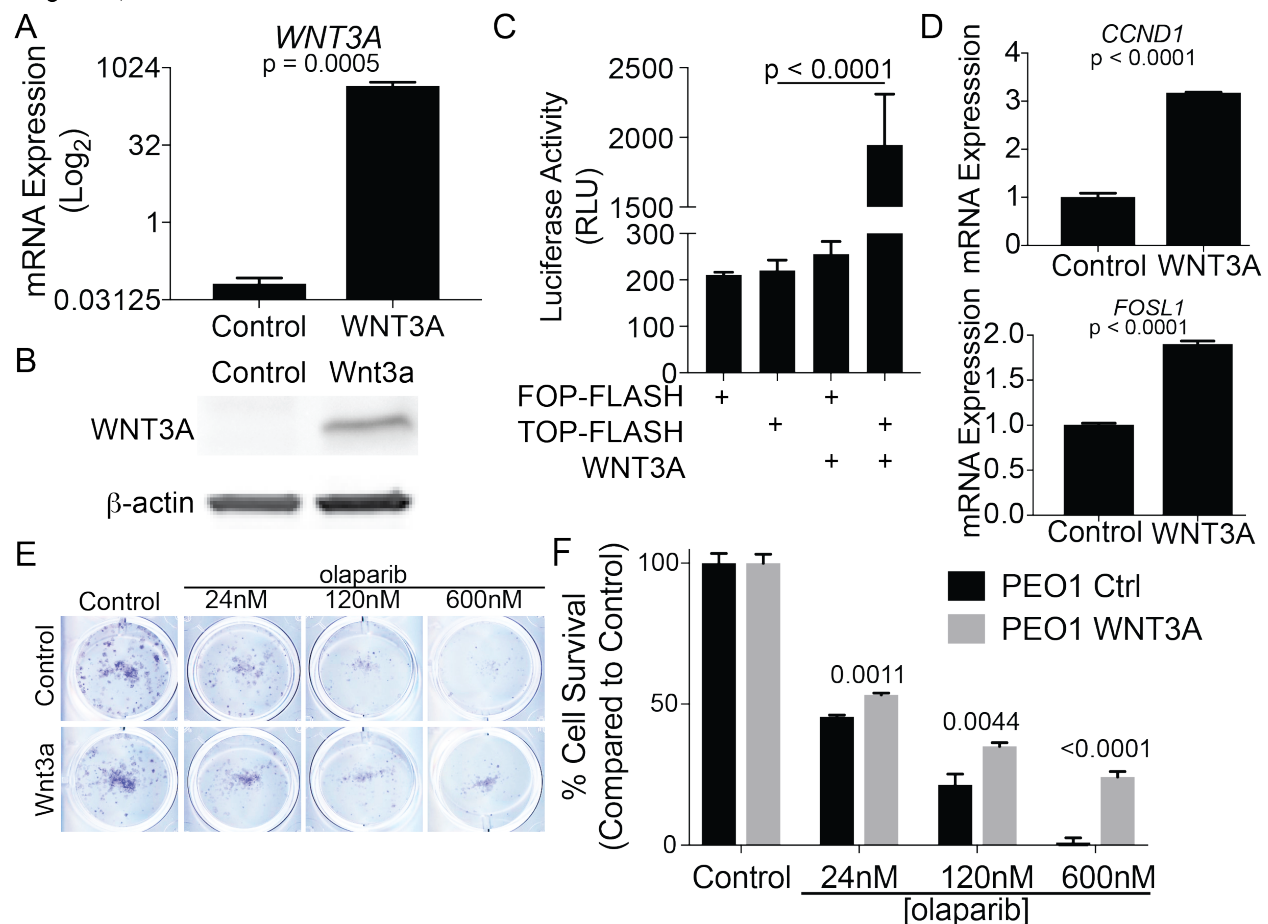 A
WNT3A
p = 0.0005
mRNA Expression
(Log2)
1024
32
1
0.03125
Control
WNT3A
B
Control
Wnt3a
WNT3A
β-actin
C
p < 0.0001
Luciferase Activity
(RLU)
2500
2000
1500
300
200
100
0
FOP-FLASH + +
TOP-FLASH + +
WNT3A + +
D
CCND1
p < 0.0001
mRNA Expresssion
4
3
2
1
0
Control WNT3A
FOSL1
p < 0.0001
mRNA Expresssion
2.0
1.5
1.0
0.5
0.0
Control WNT3A
E
olaparib
Control 24nM 120nM 600nM
Control
Wnt3a
F
% Cell Survival
(Compared to Control)
100
50
0
PEO1 Ctrl
PEO1 WNT3A
0.0011
0.0044
<0.0001
Control 24nM 120nM 600nM
[olaparib]